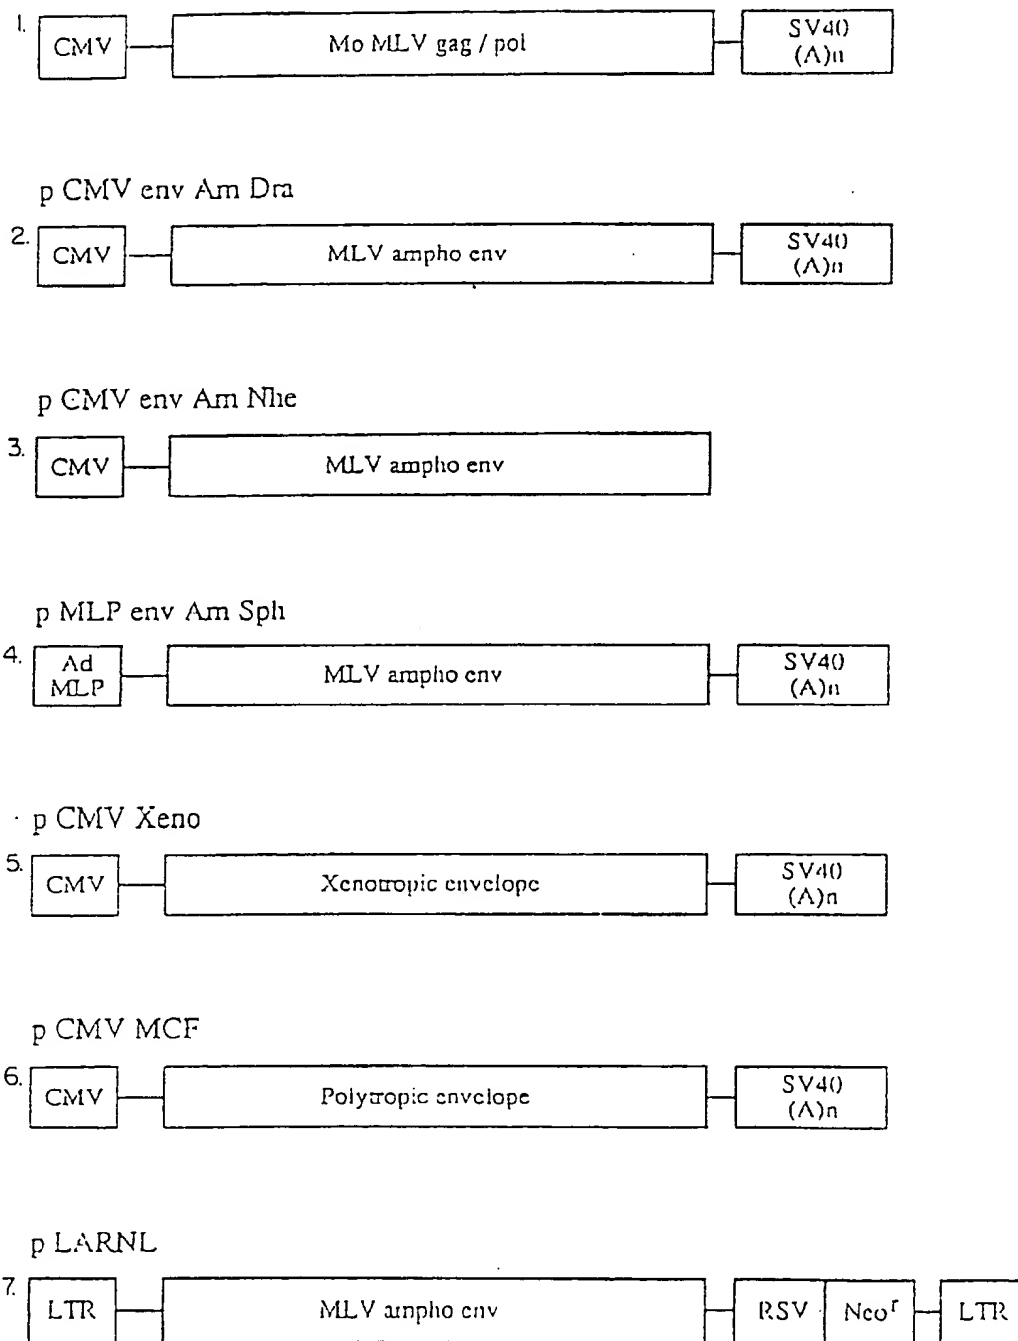 1.
CMV
Mo MLV gag / pol
SV40
(A)n
p CMV env Am Dra
2.
CMV
MLV ampho env
SV40
(A)n
p CMV env Am Nhe
3.
CMV
MLV ampho env
p MLP env Am Sph
4.
Ad
MLP
MLV ampho env
SV40
(A)n
p CMV Xeno
5.
CMV
Xenotropic envelope
SV40
(A)n
p CMV MCF
6.
CMV
Polytropic envelope
SV40
(A)n
p LARNL
7.
LTR
MLV ampho env
RSV
Neo^r
LTR